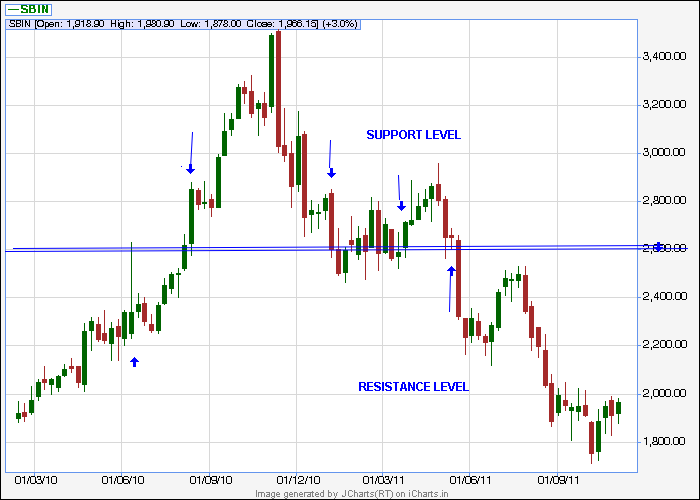 SBIN
SBIN [Open: 1,918.90 High: 1,980.90 Low: 1,878.00 Close: 1,966.15] (+3.0%)
3,400.00
3,200.00
SUPPORT LEVEL
3,000.00
2,800.00
2,600.00
2,400.00
2,200.00
RESISTANCE LEVEL
2,000.00
1,800.00
01/03/10 01/06/10 01/09/10 01/12/10 01/03/11 01/06/11 01/09/11
Image generated by JCharts(RT) on iCharts.in